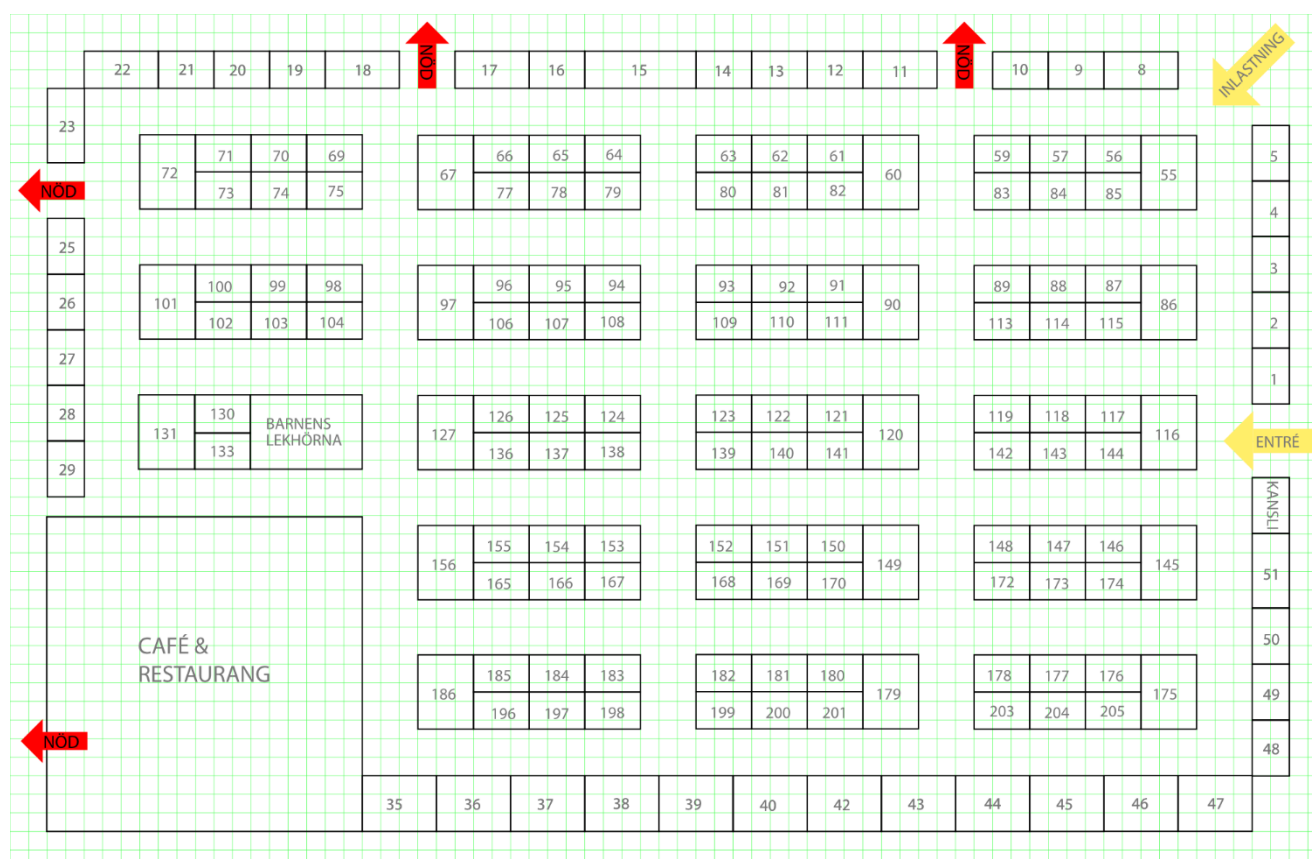 22 21 20 19 18 NÖD 17 16 15 14 13 12 11 NÖD 10 9 8 INLASTNING
23
71 70 69 66 65 64 63 62 61 59 57 56 5
72 67 60 55
NÖD 73 74 75 77 78 79 80 81 82 83 84 85
4
25
100 99 98 96 95 94 93 92 91 89 88 87 3
26 101 97 90 86
102 103 104 106 107 108 109 110 111 113 114 115 2
27
1
28 130 126 125 124 123 122 121 119 118 117
131 BARNENS 127 120 116 ENTRÉ
LEKHÖRNA
133 136 137 138 139 140 141 142 143 144
29
KANSLI
155 154 153 152 151 150 148 147 146
156 149 145 51
165 166 167 168 169 170 172 173 174
CAFÉ & 50
RESTAURANG 185 184 183 182 181 180 178 177 176
186 179 175 49
196 197 198 199 200 201 203 204 205
NÖD 48
35 36 37 38 39 40 42 43 44 45 46 47